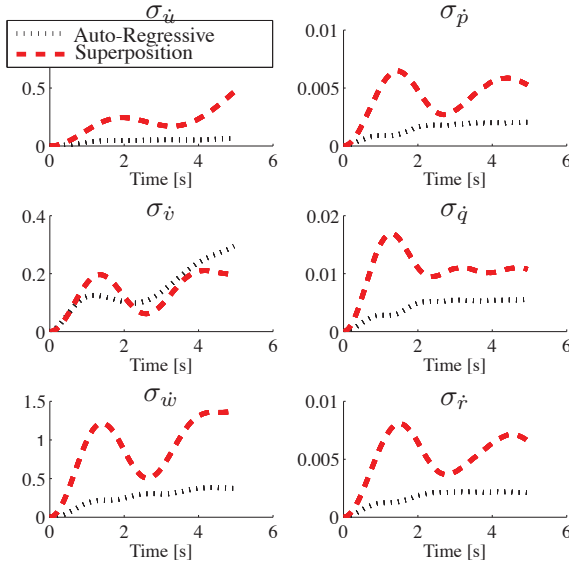 σu̇
σṗ
Auto-Regressive
Superposition
0.5
0
0 2 4 6
Time [s]
0.01
0.005
0
0 2 4 6
Time [s]
σv̇
σq̇
0.4
0.2
0
0 2 4 6
Time [s]
0.02
0.01
0
0 2 4 6
Time [s]
σẇ
σṙ
1.5
1
0.5
0
0 2 4 6
Time [s]
0.01
0.005
0
0 2 4 6
Time [s]